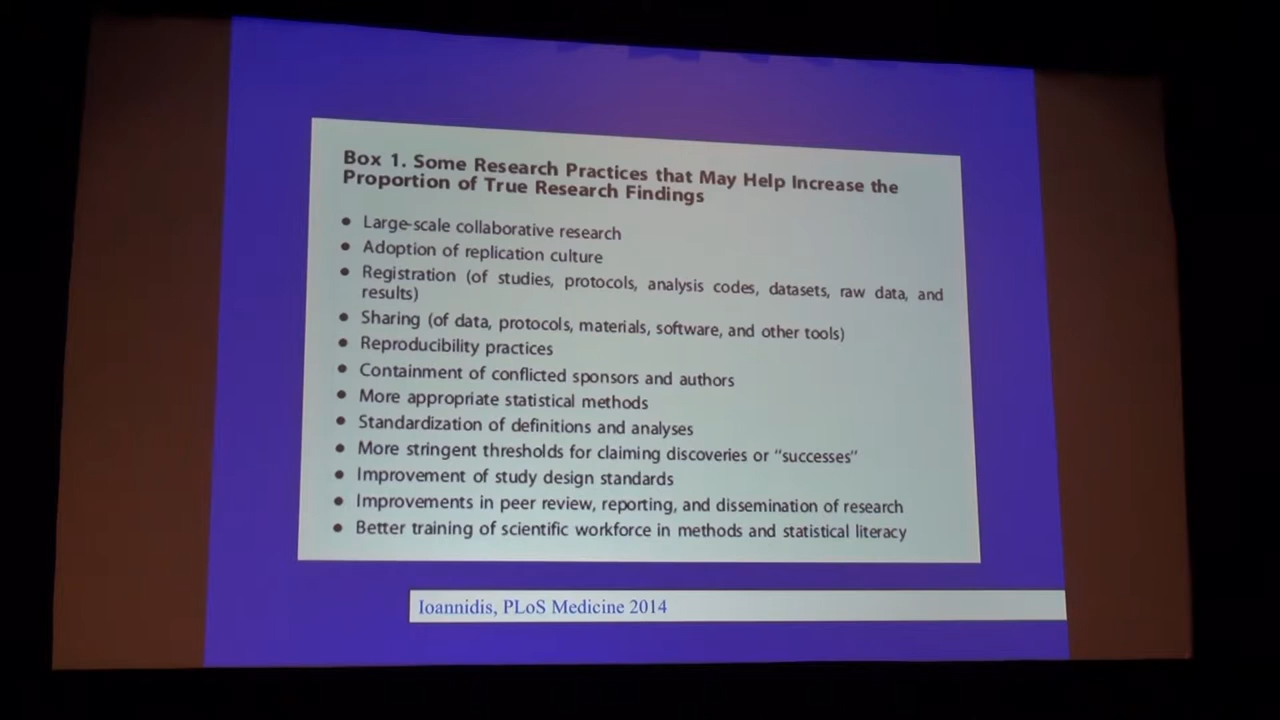 Box 1. Some Research Practices that May Help Increase the
Proportion of True Research Findings
• Large-scale collaborative research
• Adoption of replication culture
• Registration (of studies, protocols, analysis codes, datasets, raw data, and
results)
• Sharing (of data, protocols, materials, software, and other tools)
• Reproducibility practices
• Containment of conflicted sponsors and authors
• More appropriate statistical methods
• Standardization of definitions and analyses
• More stringent thresholds for claiming discoveries or “successes”
• Improvement of study design standards
• Improvements in peer review, reporting, and dissemination of research
• Better training of scientific workforce in methods and statistical literacy
Ioannidis, PLoS Medicine 2014